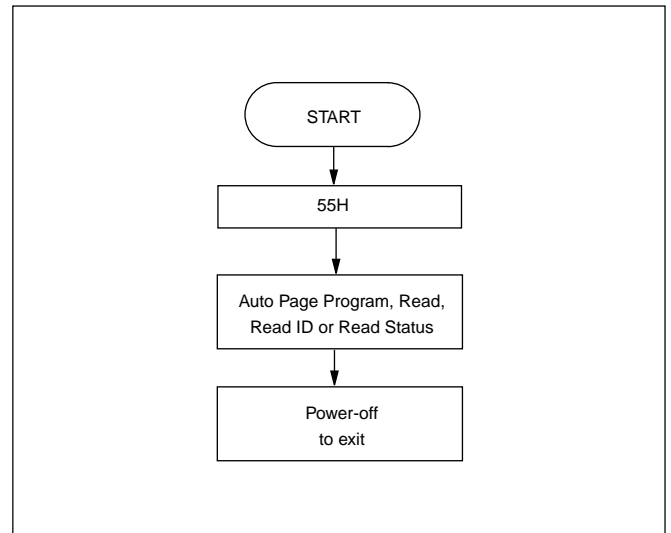 START
55H
Auto Page Program, Read,
Read ID or Read Status
Power-off
to exit